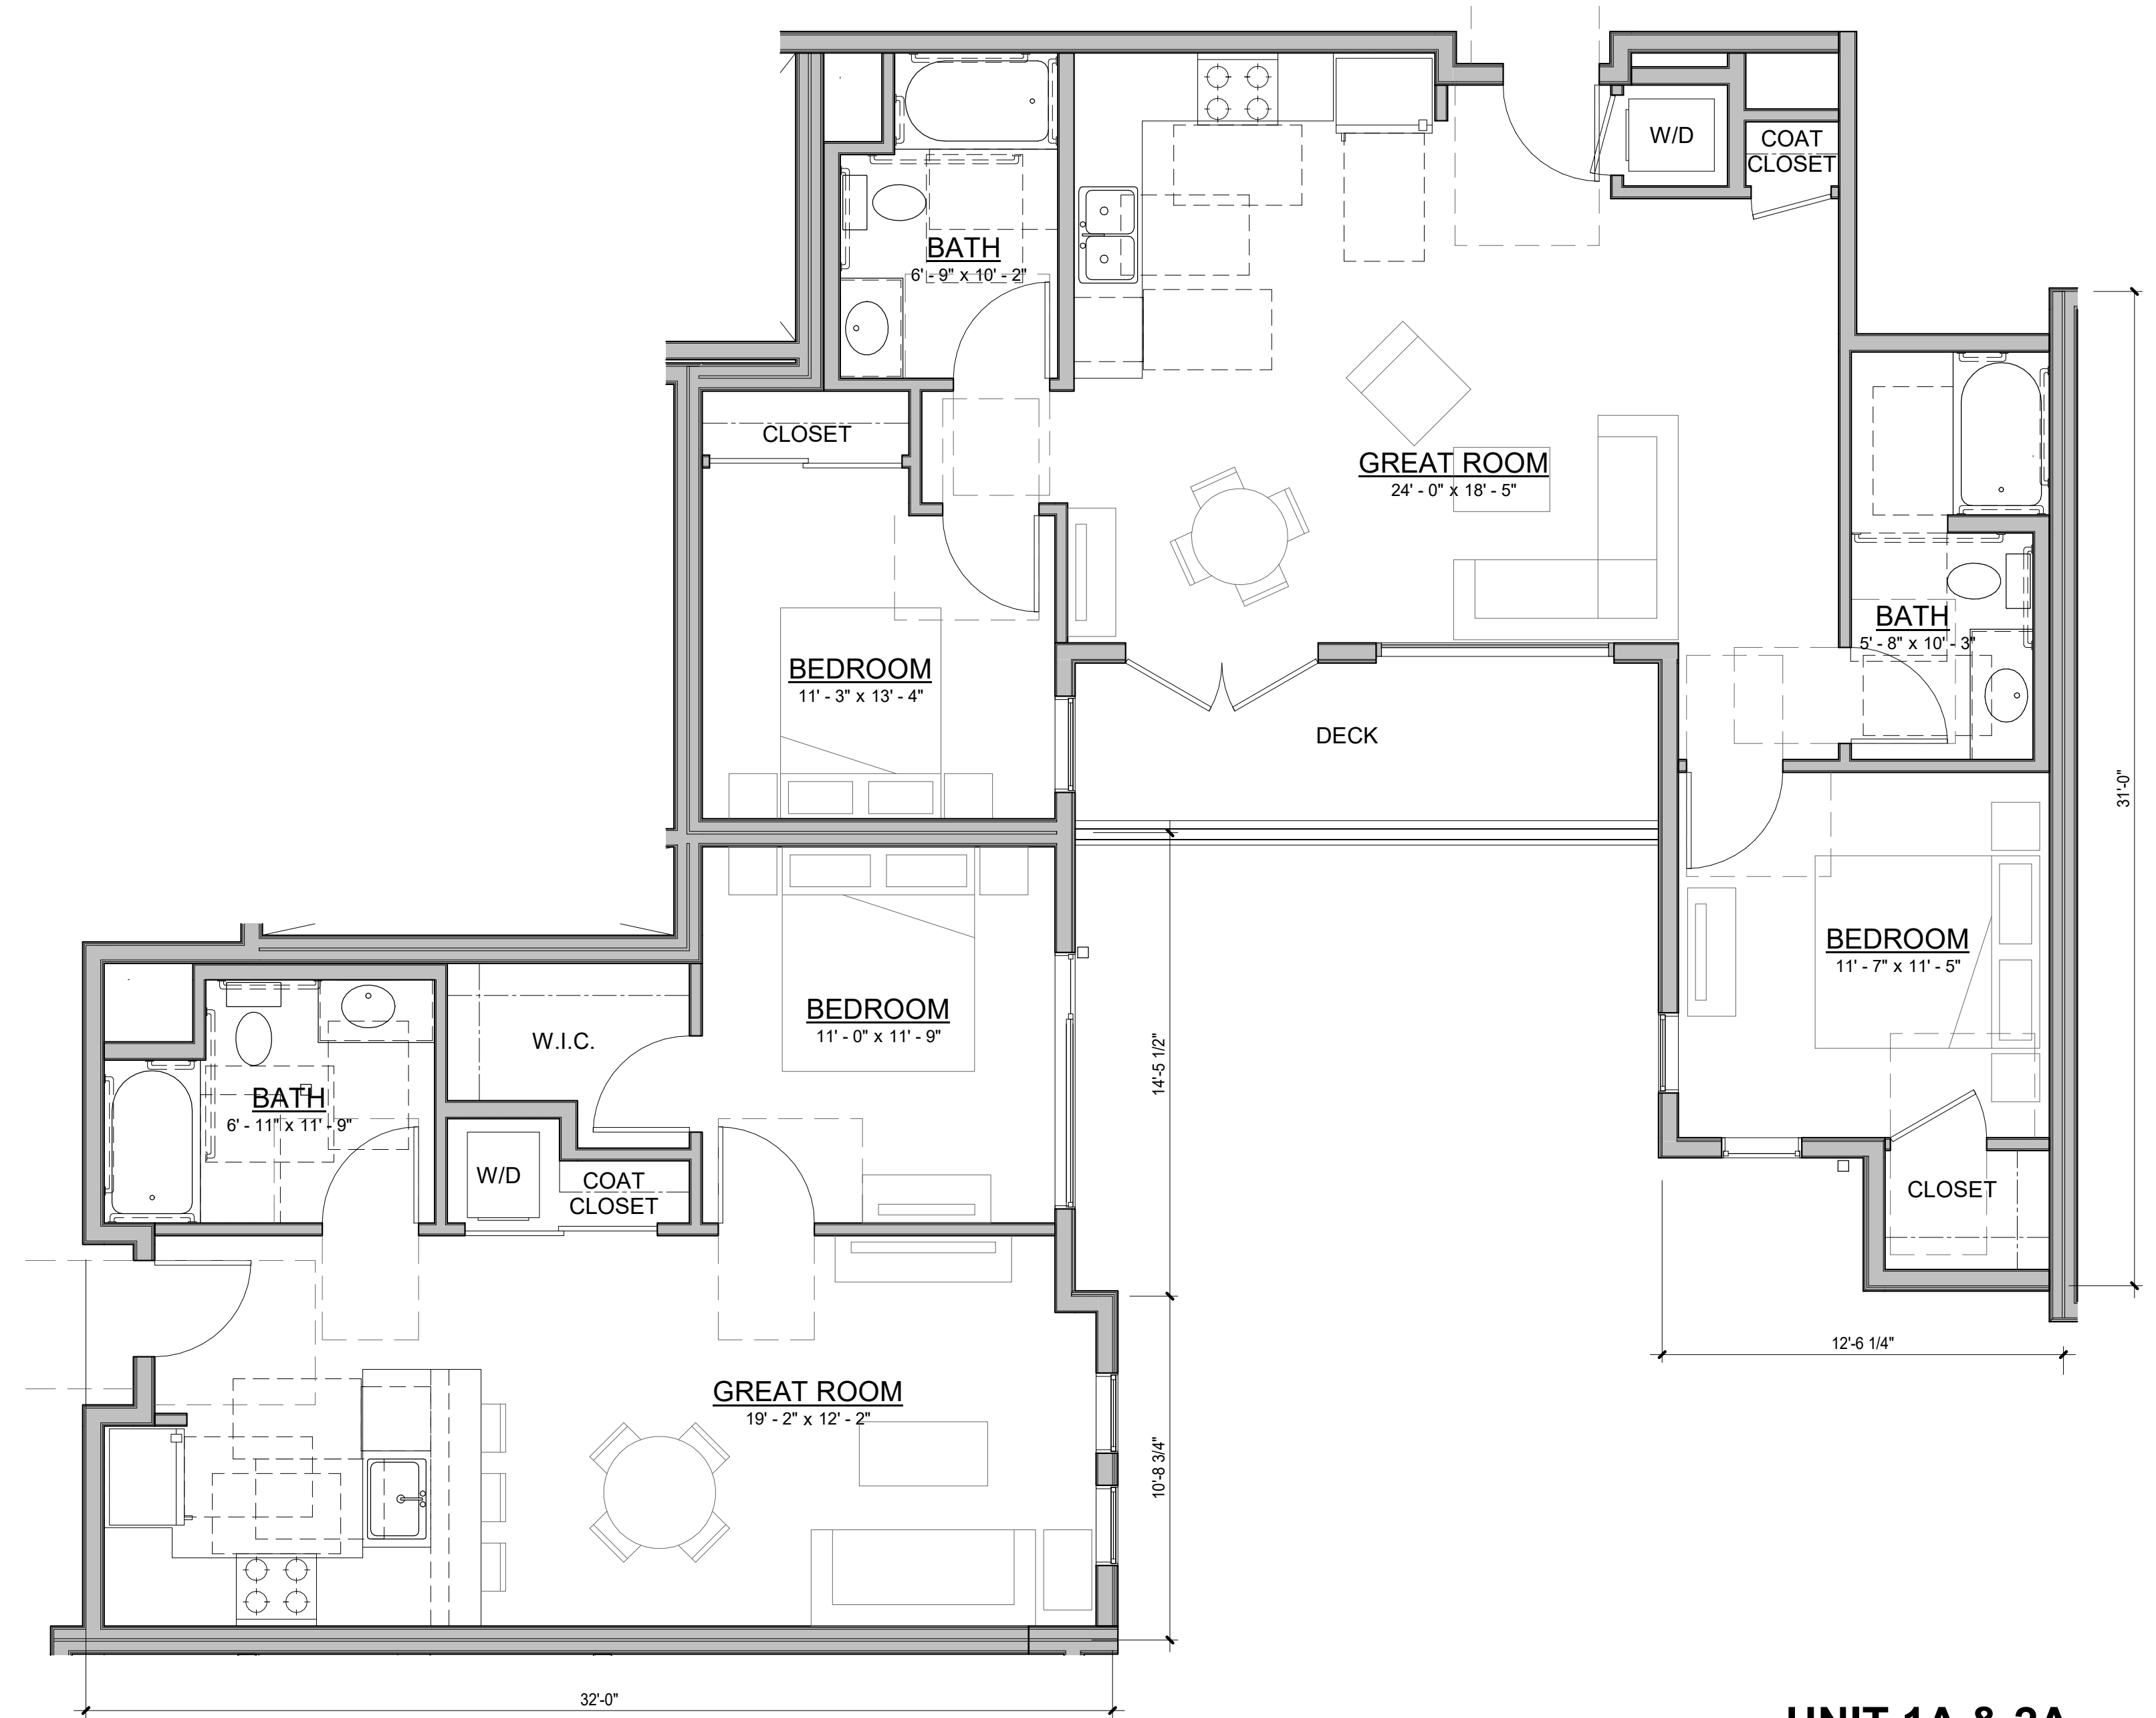 W/D
COAT
CLOSET
BATH
6' - 9" x 10' - 2"
CLOSET
GREAT ROOM
24' - 0" x 18' - 5"
BATH
5' - 8" x 10' - 3"
BEDROOM
11' - 3" x 13' - 4"
DECK
31'-0"
BEDROOM
11' - 7" x 11' - 5"
BEDROOM
11' - 0" x 11' - 9"
W.I.C.
14'-5 1/2"
BATH
6' - 11" x 11' - 9"
W/D
COAT
CLOSET
CLOSET
12'-6 1/4"
GREAT ROOM
19' - 2" x 12' - 2"
10'-8 3/4"
32'-0"
UNIT 1A & 2A